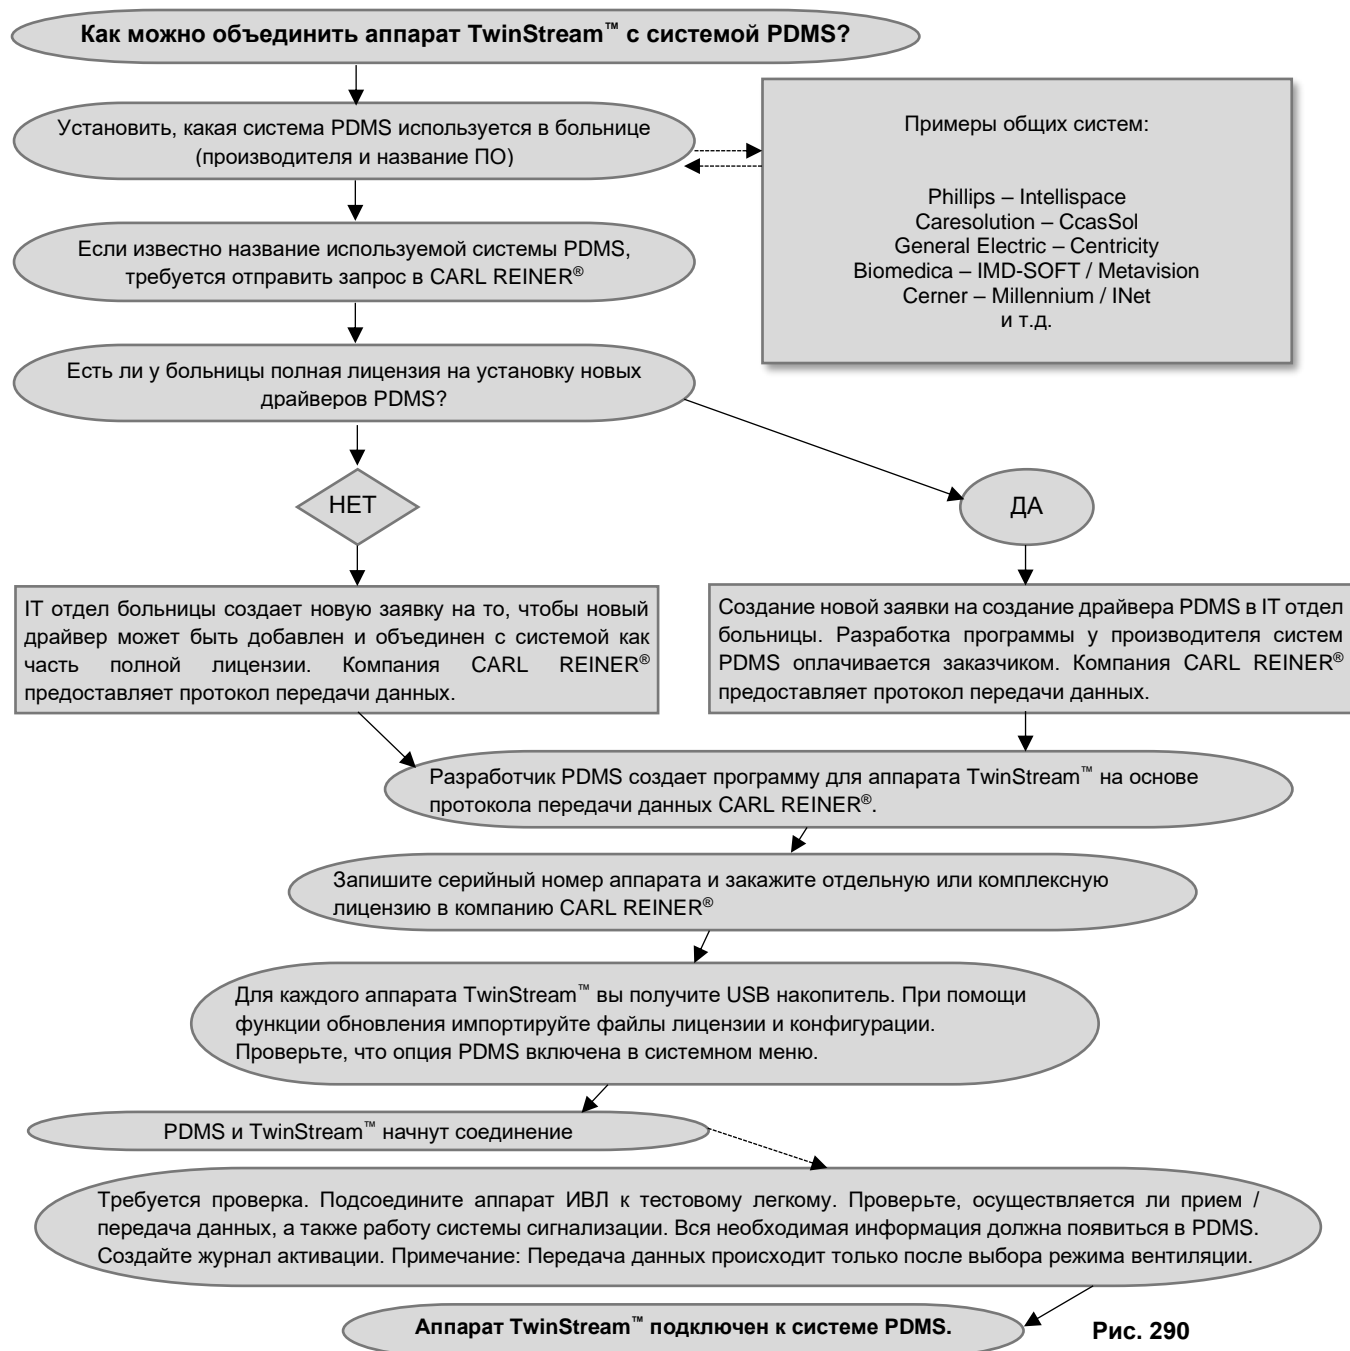 Как можно объединить аппарат TwinStream™ с системой PDMS?
Установить, какая система PDMS используется в больнице
(производителя и название ПО)
Примеры общих систем:
Phillips – Intellispace
Caresolution – CcasSol
General Electric – Centricity
Biomedica – IMD-SOFT / Metavision
Cerner – Millennium / INet
и т.д.
Если известно название используемой системы PDMS,
требуется отправить запрос в CARL REINER®
Есть ли у больницы полная лицензия на установку новых
драйверов PDMS?
НЕТ
ДА
IT отдел больницы создает новую заявку на то, чтобы новый
драйвер может быть добавлен и объединен с системой как
часть полной лицензии. Компания CARL REINER®
предоставляет протокол передачи данных.
Создание новой заявки на создание драйвера PDMS в IT отдел
больницы. Разработка программы у производителя систем
PDMS оплачивается заказчиком. Компания CARL REINER®
предоставляет протокол передачи данных.
Разработчик PDMS создает программу для аппарата TwinStream™ на основе
протокола передачи данных CARL REINER®.
Запишите серийный номер аппарата и закажите отдельную или комплексную
лицензию в компанию CARL REINER®
Для каждого аппарата TwinStream™ вы получите USB накопитель. При помощи
функции обновления импортируйте файлы лицензии и конфигурации.
Проверьте, что опция PDMS включена в системном меню.
PDMS и TwinStream™ начнут соединение
Требуется проверка. Подсоедините аппарат ИВЛ к тестовому легкому. Проверьте, осуществляется ли прием /
передача данных, а также работу системы сигнализации. Вся необходимая информация должна появиться в PDMS.
Создайте журнал активации. Примечание: Передача данных происходит только после выбора режима вентиляции.
Аппарат TwinStream™ подключен к системе PDMS.
Рис. 290